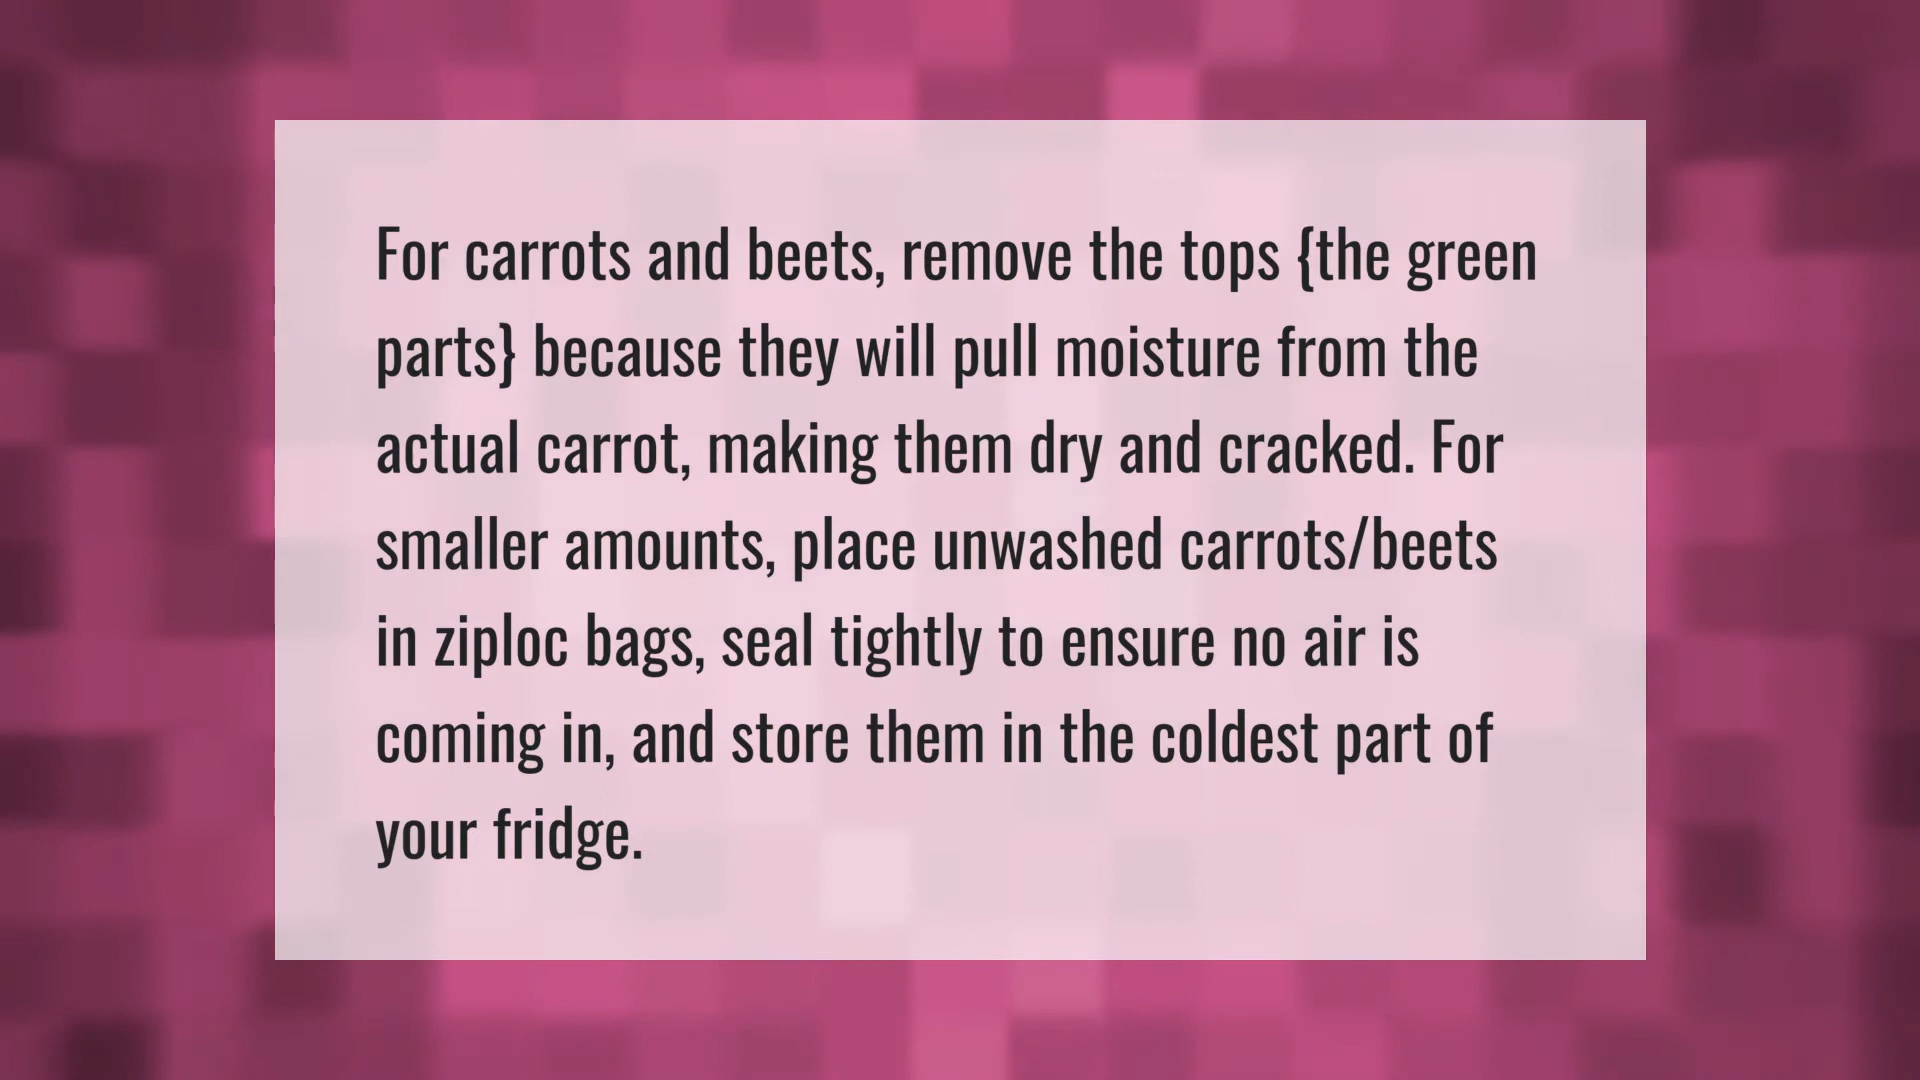 For carrots and beets, remove the tops {the green
parts} because they will pull moisture from the
actual carrot, making them dry and cracked. For
smaller amounts, place unwashed carrots/beets
in ziploc bags, seal tightly to ensure no air is
coming in, and store them in the coldest part of
your fridge.